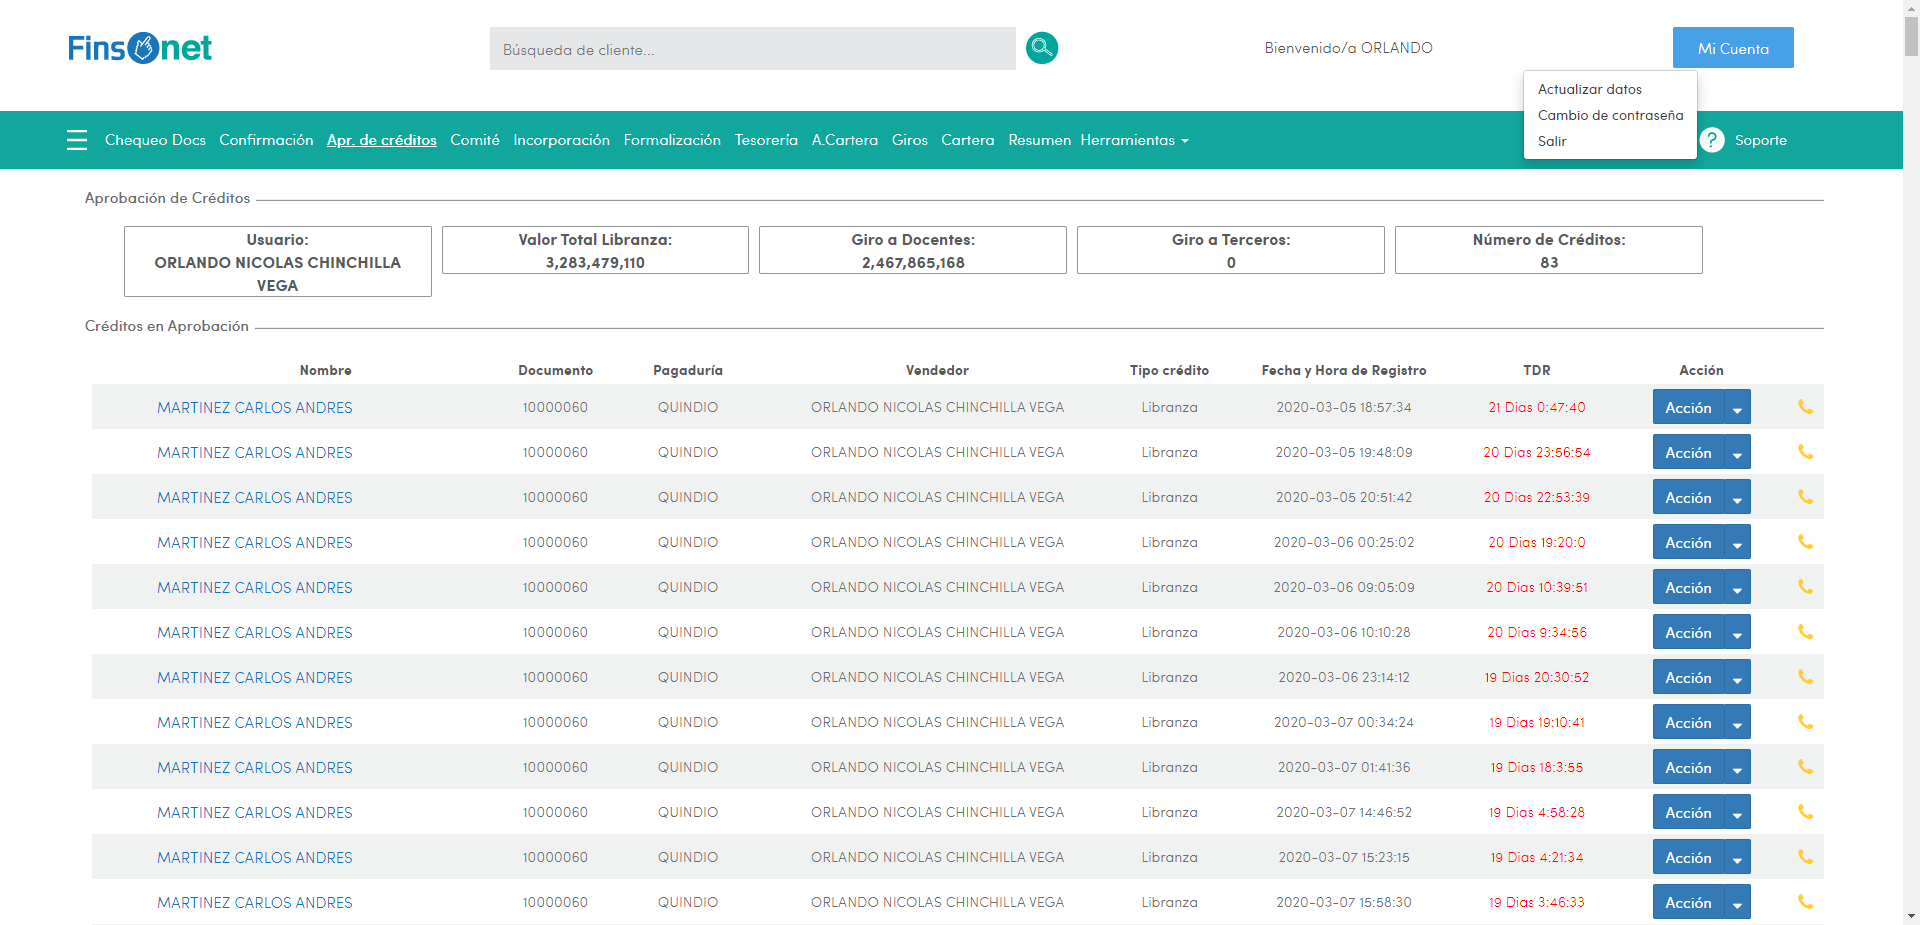 Finsonet
Búsqueda de cliente...
Bienvenido/a ORLANDO
Mi Cuenta
Actualizar datos
Cambio de contraseña
Salir
Chequeo Docs Confirmación Apr. de créditos Comité Incorporación Formalización Tesorería A.Cartera Giros Cartera Resumen Herramientas
? Soporte
Aprobación de Créditos
Usuario:
ORLANDO NICOLAS CHINCHILLA
VEGA
Valor Total Libranza:
3,283,479,110
Giro a Docentes:
2,467,865,168
Giro a Terceros:
0
Número de Créditos:
83
Créditos en Aprobación
Nombre Documento Pagaduría Vendedor Tipo crédito Fecha y Hora de Registro TDR Acción
MARTINEZ CARLOS ANDRES 10000060 QUINDIO ORLANDO NICOLAS CHINCHILLA VEGA Libranza 2020-03-05 18:57:34 21 Dias 0:47:40 Acción
MARTINEZ CARLOS ANDRES 10000060 QUINDIO ORLANDO NICOLAS CHINCHILLA VEGA Libranza 2020-03-05 19:48:09 20 Dias 23:56:54 Acción
MARTINEZ CARLOS ANDRES 10000060 QUINDIO ORLANDO NICOLAS CHINCHILLA VEGA Libranza 2020-03-05 20:51:42 20 Dias 22:53:39 Acción
MARTINEZ CARLOS ANDRES 10000060 QUINDIO ORLANDO NICOLAS CHINCHILLA VEGA Libranza 2020-03-06 00:25:02 20 Dias 19:20:0 Acción
MARTINEZ CARLOS ANDRES 10000060 QUINDIO ORLANDO NICOLAS CHINCHILLA VEGA Libranza 2020-03-06 09:05:09 20 Dias 10:39:51 Acción
MARTINEZ CARLOS ANDRES 10000060 QUINDIO ORLANDO NICOLAS CHINCHILLA VEGA Libranza 2020-03-06 10:10:28 20 Dias 9:34:56 Acción
MARTINEZ CARLOS ANDRES 10000060 QUINDIO ORLANDO NICOLAS CHINCHILLA VEGA Libranza 2020-03-06 23:14:12 19 Dias 20:30:52 Acción
MARTINEZ CARLOS ANDRES 10000060 QUINDIO ORLANDO NICOLAS CHINCHILLA VEGA Libranza 2020-03-07 00:34:24 19 Dias 19:10:41 Acción
MARTINEZ CARLOS ANDRES 10000060 QUINDIO ORLANDO NICOLAS CHINCHILLA VEGA Libranza 2020-03-07 01:41:36 19 Dias 18:3:55 Acción
MARTINEZ CARLOS ANDRES 10000060 QUINDIO ORLANDO NICOLAS CHINCHILLA VEGA Libranza 2020-03-07 14:46:52 19 Dias 4:58:28 Acción
MARTINEZ CARLOS ANDRES 10000060 QUINDIO ORLANDO NICOLAS CHINCHILLA VEGA Libranza 2020-03-07 15:23:15 19 Dias 4:21:34 Acción
MARTINEZ CARLOS ANDRES 10000060 QUINDIO ORLANDO NICOLAS CHINCHILLA VEGA Libranza 2020-03-07 15:58:30 19 Dias 3:46:33 Acción